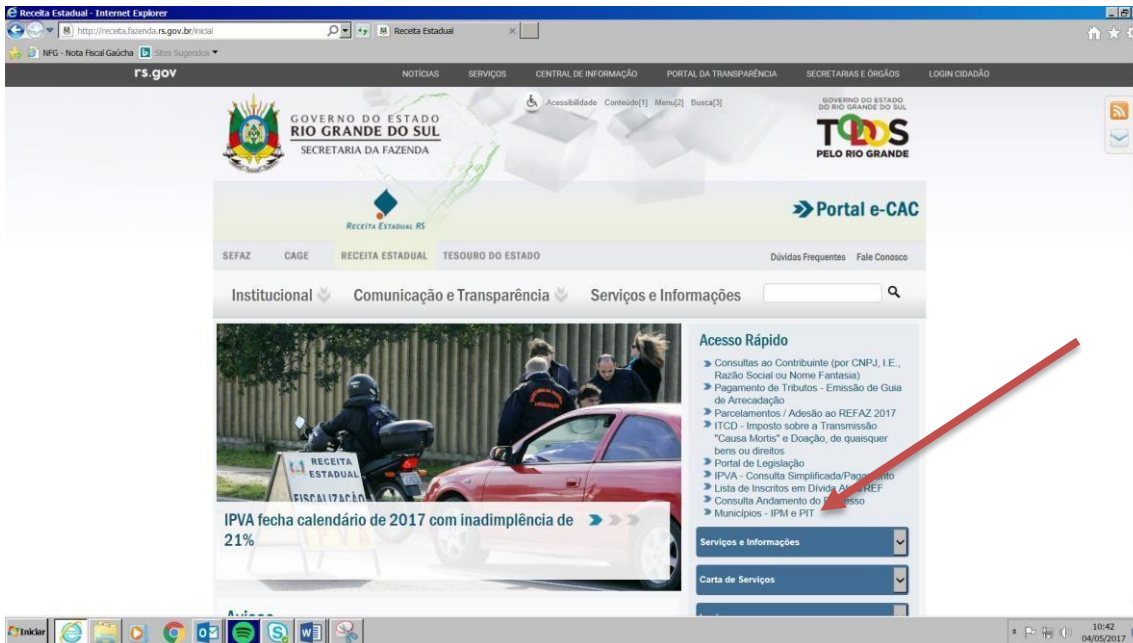 Receita Estadual - Internet Explorer
http://receita.fazenda.rs.gov.br/inicial
Receita Estadual
NFG - Nota Fiscal Gaúcha
Sites Sugeridos
rs.gov
NOTÍCIAS SERVIÇOS CENTRAL DE INFORMAÇÃO PORTAL DA TRANSPARÊNCIA SECRETARIAS E ÓRGÃOS LOGIN CIDADÃO
Acessibilidade Conteúdo[1] Menu[2] Busca[3]
GOVERNO DO ESTADO
RIO GRANDE DO SUL
SECRETARIA DA FAZENDA
GOVERNO DO ESTADO
DO RIO GRANDE DO SUL
TODOS
PELO RIO GRANDE
RECEITA ESTADUAL RS
Portal e-CAC
SEFAZ CAGE RECEITA ESTADUAL TESOURO DO ESTADO
Dúvidas Frequentes Fale Conosco
Institucional Comunicação e Transparência Serviços e Informações
RECEITA
ESTADUAL
FISCALIZAÇÃO
IPVA fecha calendário de 2017 com inadimplência de
21%
Acesso Rápido
Consultas ao Contribuinte (por CNPJ, I.E.,
Razão Social ou Nome Fantasia)
Pagamento de Tributos - Emissão de Guia
de Arrecadação
Parcelamentos / Adesão ao REFAZ 2017
ITCD - Imposto sobre a Transmissão
"Causa Mortis" e Doação, de quaisquer
bens ou direitos
Portal de Legislação
IPVA - Consulta Simplificada/Pagamento
Lista de Inscritos em Dívida Ativa/REF
Consulta Andamento do Processo
Municípios - IPM e PIT
Serviços e Informações
Carta de Serviços
Iniciar
10:42
04/05/2017